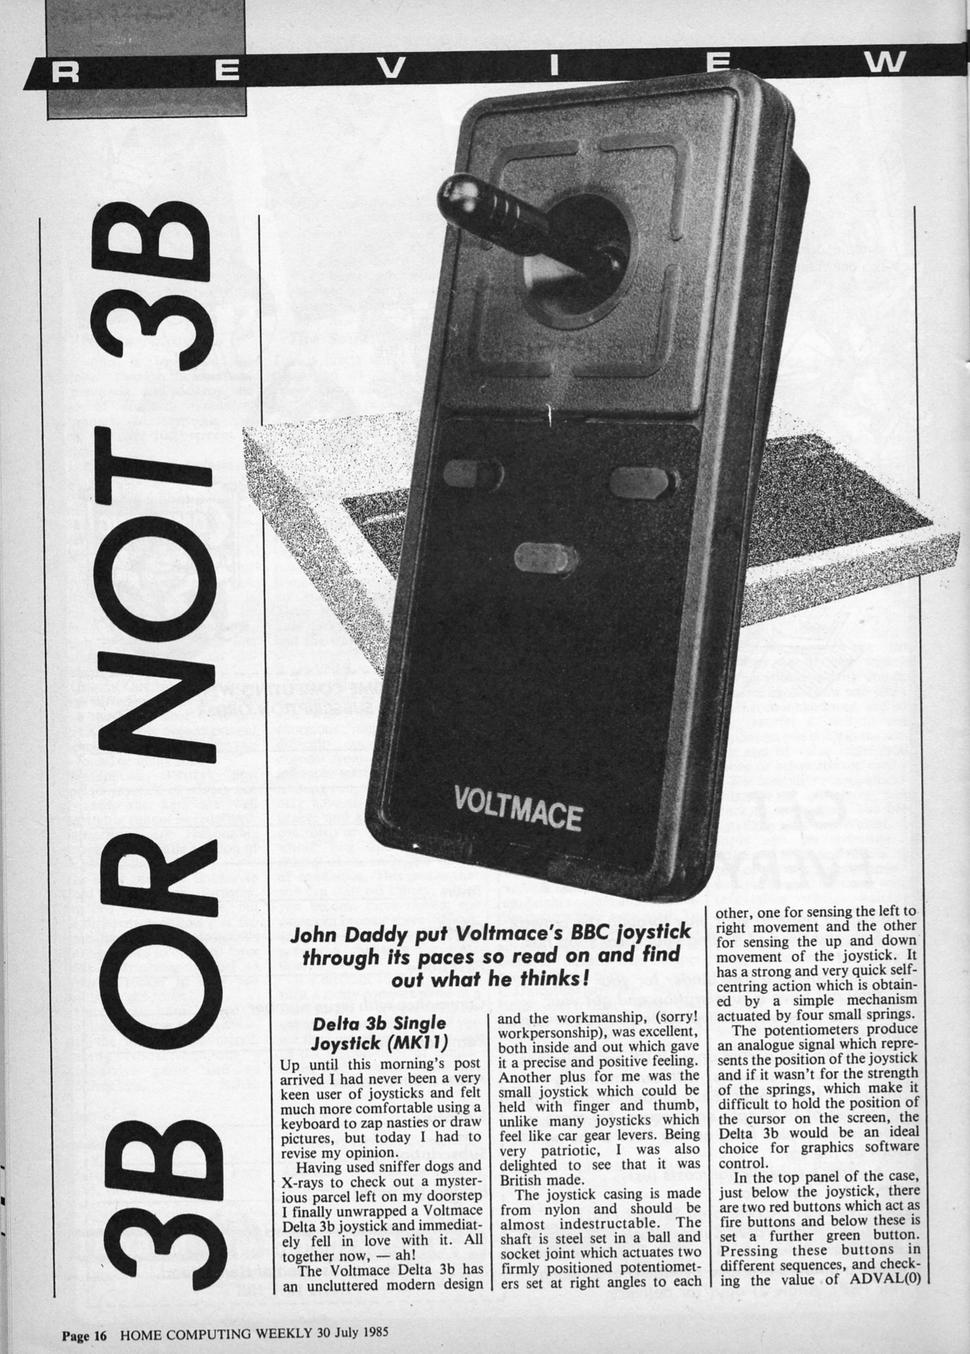 REVIEW
3B OR NOT 3B
VOLTMACE
John Daddy put Voltmace's BBC joystick
through its paces so read on and find
out what he thinks!
Delta 3b Single
Joystick (MK11)
Up until this morning's post
arrived I had never been a very
keen user of joysticks and felt
much more comfortable using a
keyboard to zap nasties or draw
pictures, but today I had to
revise my opinion.
Having used sniffer dogs and
X-rays to check out a myster-
ious parcel left on my doorstep
I finally unwrapped a Voltmace
Delta 3b joystick and immediat-
ely fell in love with it. All
together now, — ah!
The Voltmace Delta 3b has
an uncluttered modern design
and the workmanship, (sorry!
workpersonship), was excellent,
both inside and out which gave
it a precise and positive feeling.
Another plus for me was the
small joystick which could be
held with finger and thumb,
unlike many joysticks which
feel like car gear levers. Being
very patriotic, I was also
delighted to see that it was
British made.
The joystick casing is made
from nylon and should be
almost indestructable. The
shaft is steel set in a ball and
socket joint which actuates two
firmly positioned potentiomet-
ers set at right angles to each
other, one for sensing the left to
right movement and the other
for sensing the up and down
movement of the joystick. It
has a strong and very quick self-
centring action which is obtain-
ed by a simple mechanism
actuated by four small springs.
The potentiometers produce
an analogue signal which repre-
sents the position of the joystick
and if it wasn't for the strength
of the springs, which make it
difficult to hold the position of
the cursor on the screen, the
Delta 3b would be an ideal
choice for graphics software
control.
In the top panel of the case,
just below the joystick, there
are two red buttons which act as
fire buttons and below these is
set a further green button.
Pressing these buttons in
different sequences, and check-
ing the value of ADVAL(0)
Page 16 HOME COMPUTING WEEKLY 30 July 1985